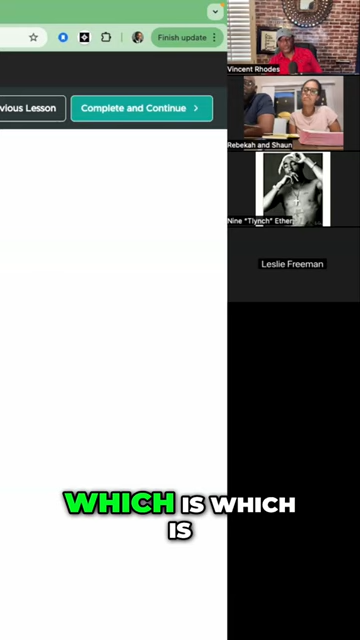 Finish update
vious Lesson
Complete and Continue
Vincent Rhodes
Rebekah and Shaun
Nine "Tlynch" Ether
Leslie Freeman
WHICH IS WHICH
IS